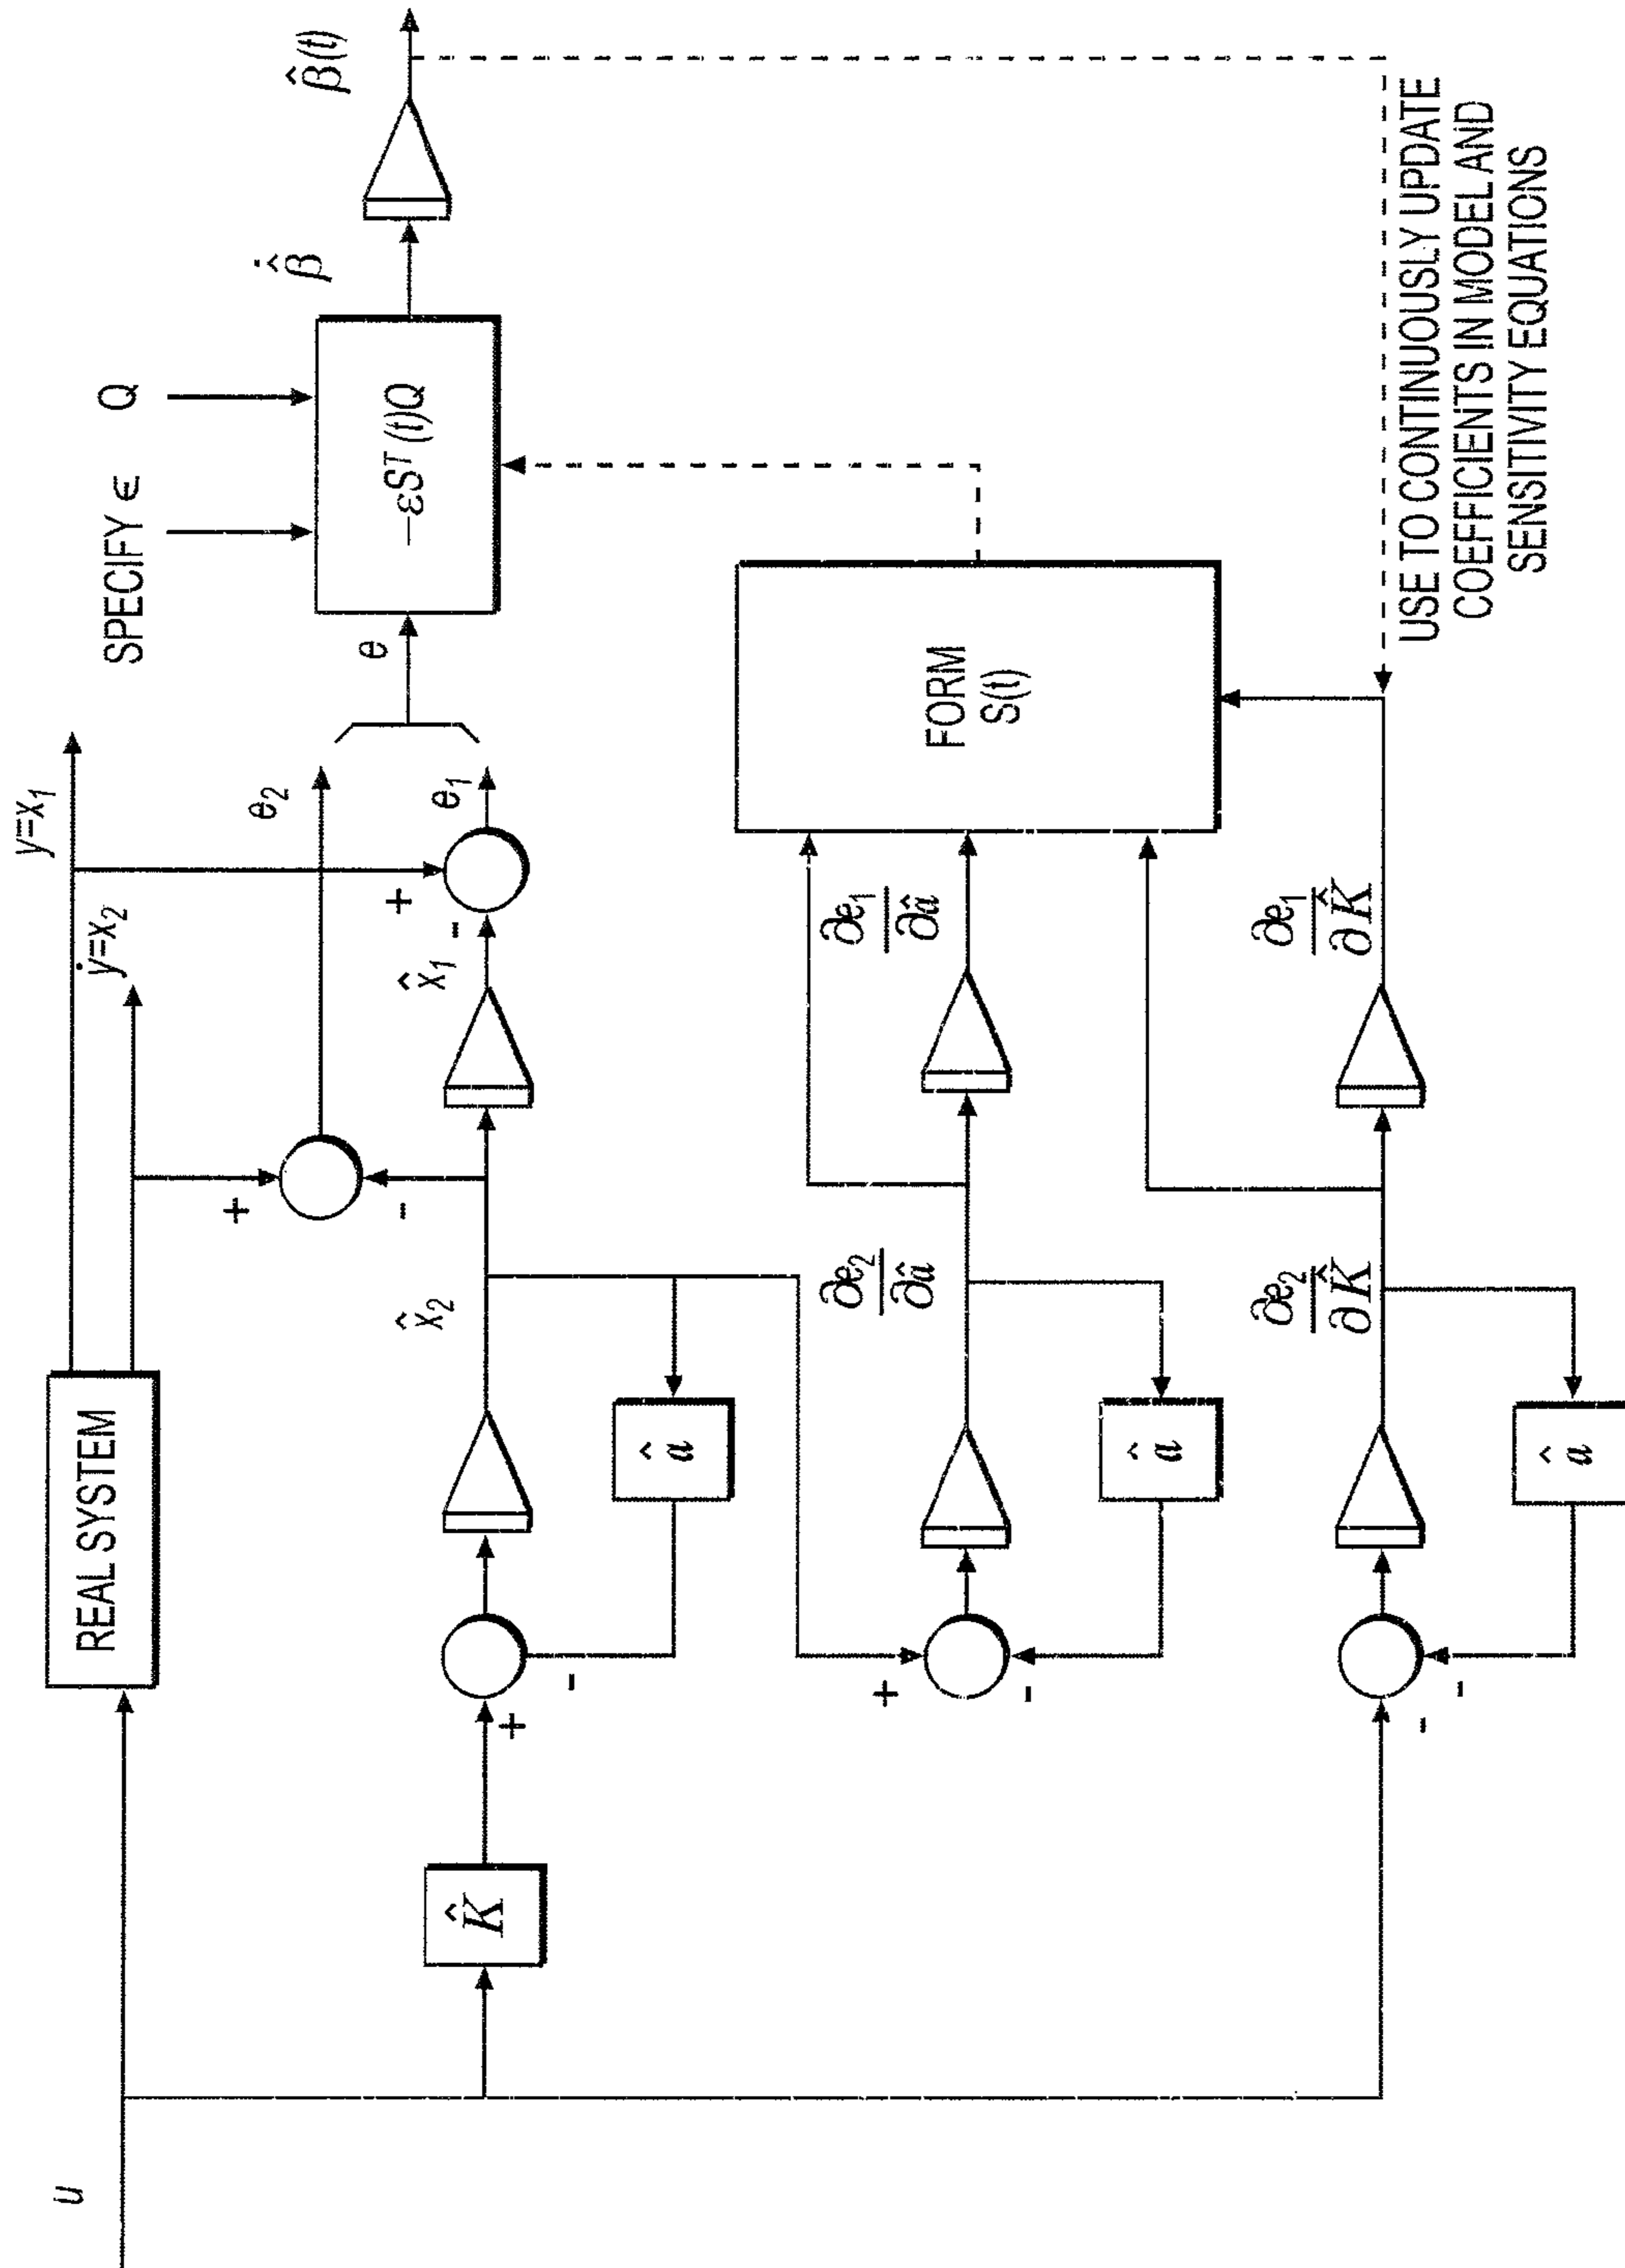 u
REAL SYSTEM
y=x₁
ẏ=x₂
SPECIFY ϵ Q
e₂
e
−εSᵀ(t)Q
β̂̇
β̂(t)
K̂
+
-
x̂₂
â
+
-
x̂₁
+
-
e₁
+
-
∂e₂/∂â
â
∂e₁/∂â
FORM
S(t)
-
-
∂e₂/∂K̂
â
∂e₁/∂K̂
USE TO CONTINUOUSLY UPDATE
COEFFICIENTS IN MODEL AND
SENSITIVITY EQUATIONS